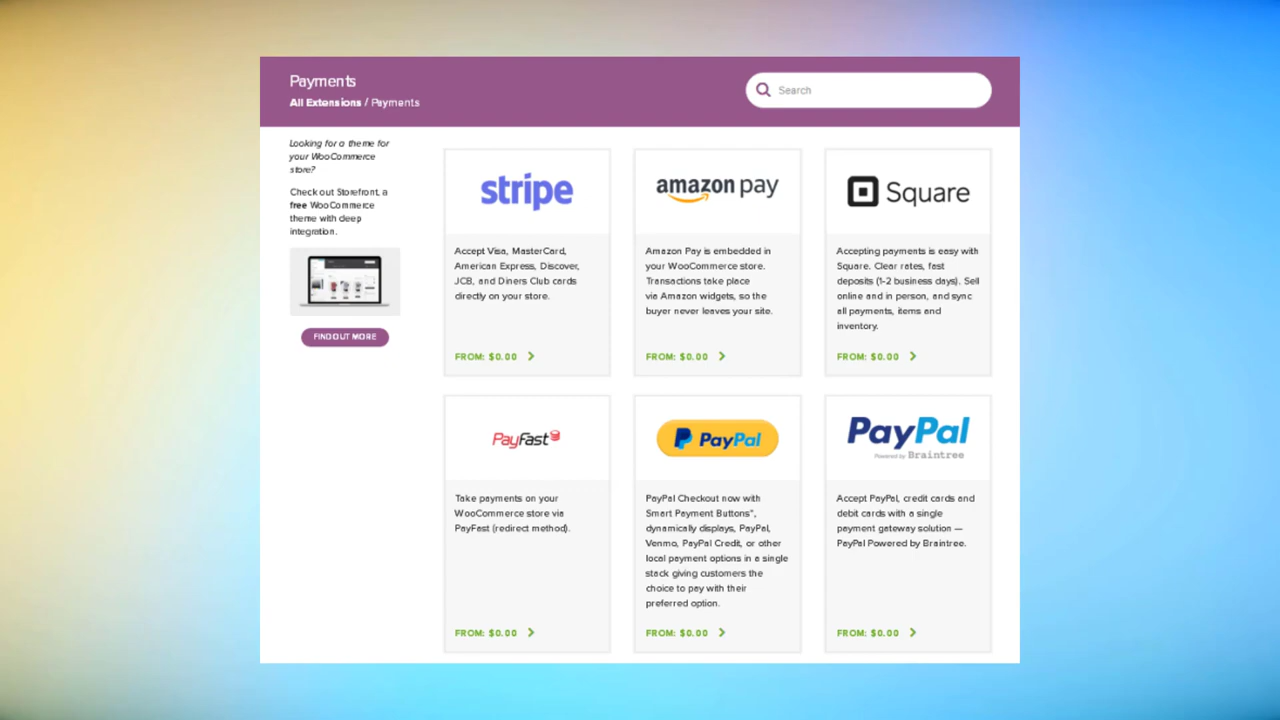 Payments
All Extensions / Payments
Search
Looking for a theme for
your WooCommerce
store?
Check out Storefront, a
free WooCommerce
theme with deep
integration.
FIND OUT MORE
stripe
Accept Visa, MasterCard,
American Express, Discover,
JCB, and Diners Club cards
directly on your store.
FROM: $0.00
amazon pay
Amazon Pay is embedded in
your WooCommerce store.
Transactions take place
via Amazon widgets, so the
buyer never leaves your site.
FROM: $0.00
Square
Accepting payments is easy with
Square. Clear rates, fast
deposits (1-2 business days). Sell
online and in person, and sync
all payments, items and
inventory.
FROM: $0.00
PayFast
Take payments on your
WooCommerce store via
PayFast (redirect method).
FROM: $0.00
PayPal
PayPal Checkout now with
Smart Payment Buttons™,
dynamically displays, PayPal,
Venmo, PayPal Credit, or other
local payment options in a single
stack giving customers the
choice to pay with their
preferred option.
FROM: $0.00
PayPal
Powered by Braintree
Accept PayPal, credit cards and
debit cards with a single
payment gateway solution —
PayPal Powered by Braintree.
FROM: $0.00